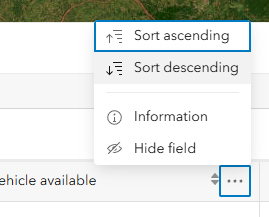 Sort ascending
Sort descending
Information
Hide field
ehicle available